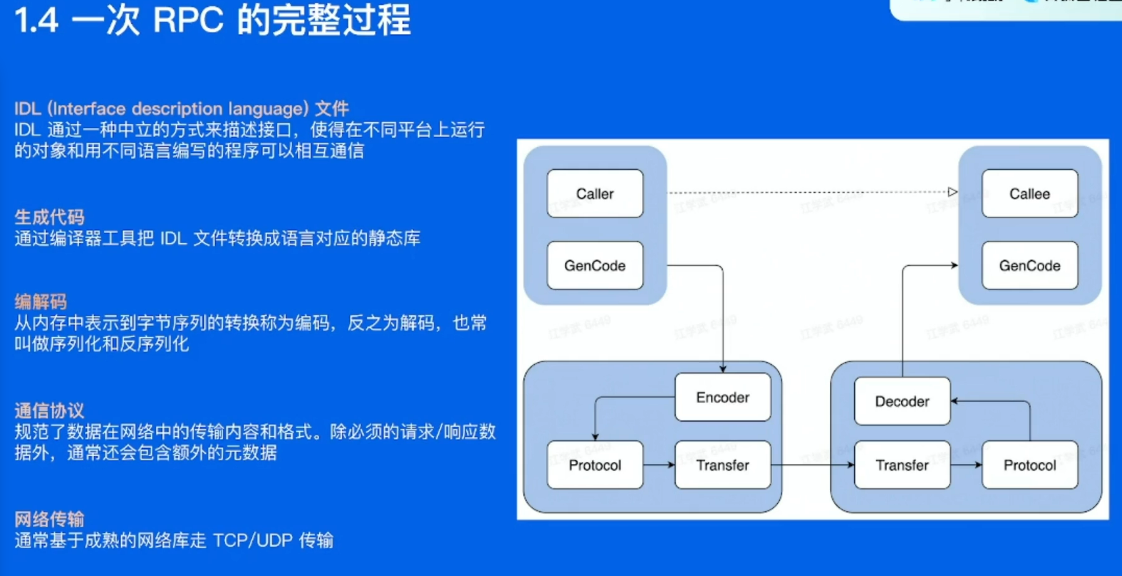 1.4 一次 RPC 的完整过程
IDL (Interface description language) 文件
IDL 通过一种中立的方式来描述接口，使得在不同平台上运行
的对象和用不同语言编写的程序可以相互通信
生成代码
通过编译器工具把 IDL 文件转换成语言对应的静态库
编解码
从内存中表示到字节序列的转换称为编码，反之为解码，也常
叫做序列化和反序列化
通信协议
规范了数据在网络中的传输内容和格式。除必须的请求/响应数
据外，通常还会包含额外的元数据
网络传输
通常基于成熟的网络库走 TCP/UDP 传输
Caller
Callee
GenCode
GenCode
Encoder
Decoder
Protocol
Transfer
Transfer
Protocol